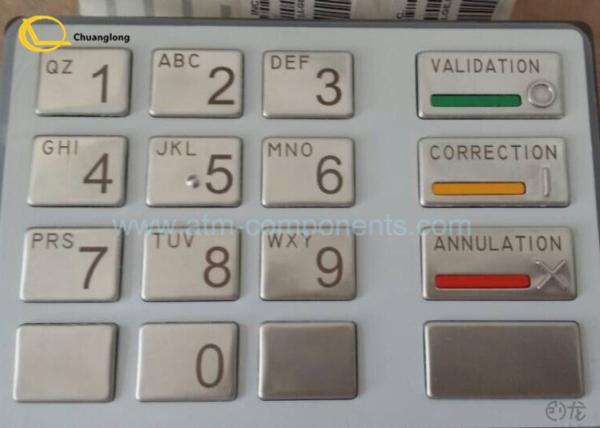 Chuanglong
QZ 1 ABC 2 DEF 3 VALIDATION
GHI 4 JKL 5 MNO 6 CORRECTION
www.atm-components.com
PRS 7 TUV 8 WXY 9 ANNULATION
0